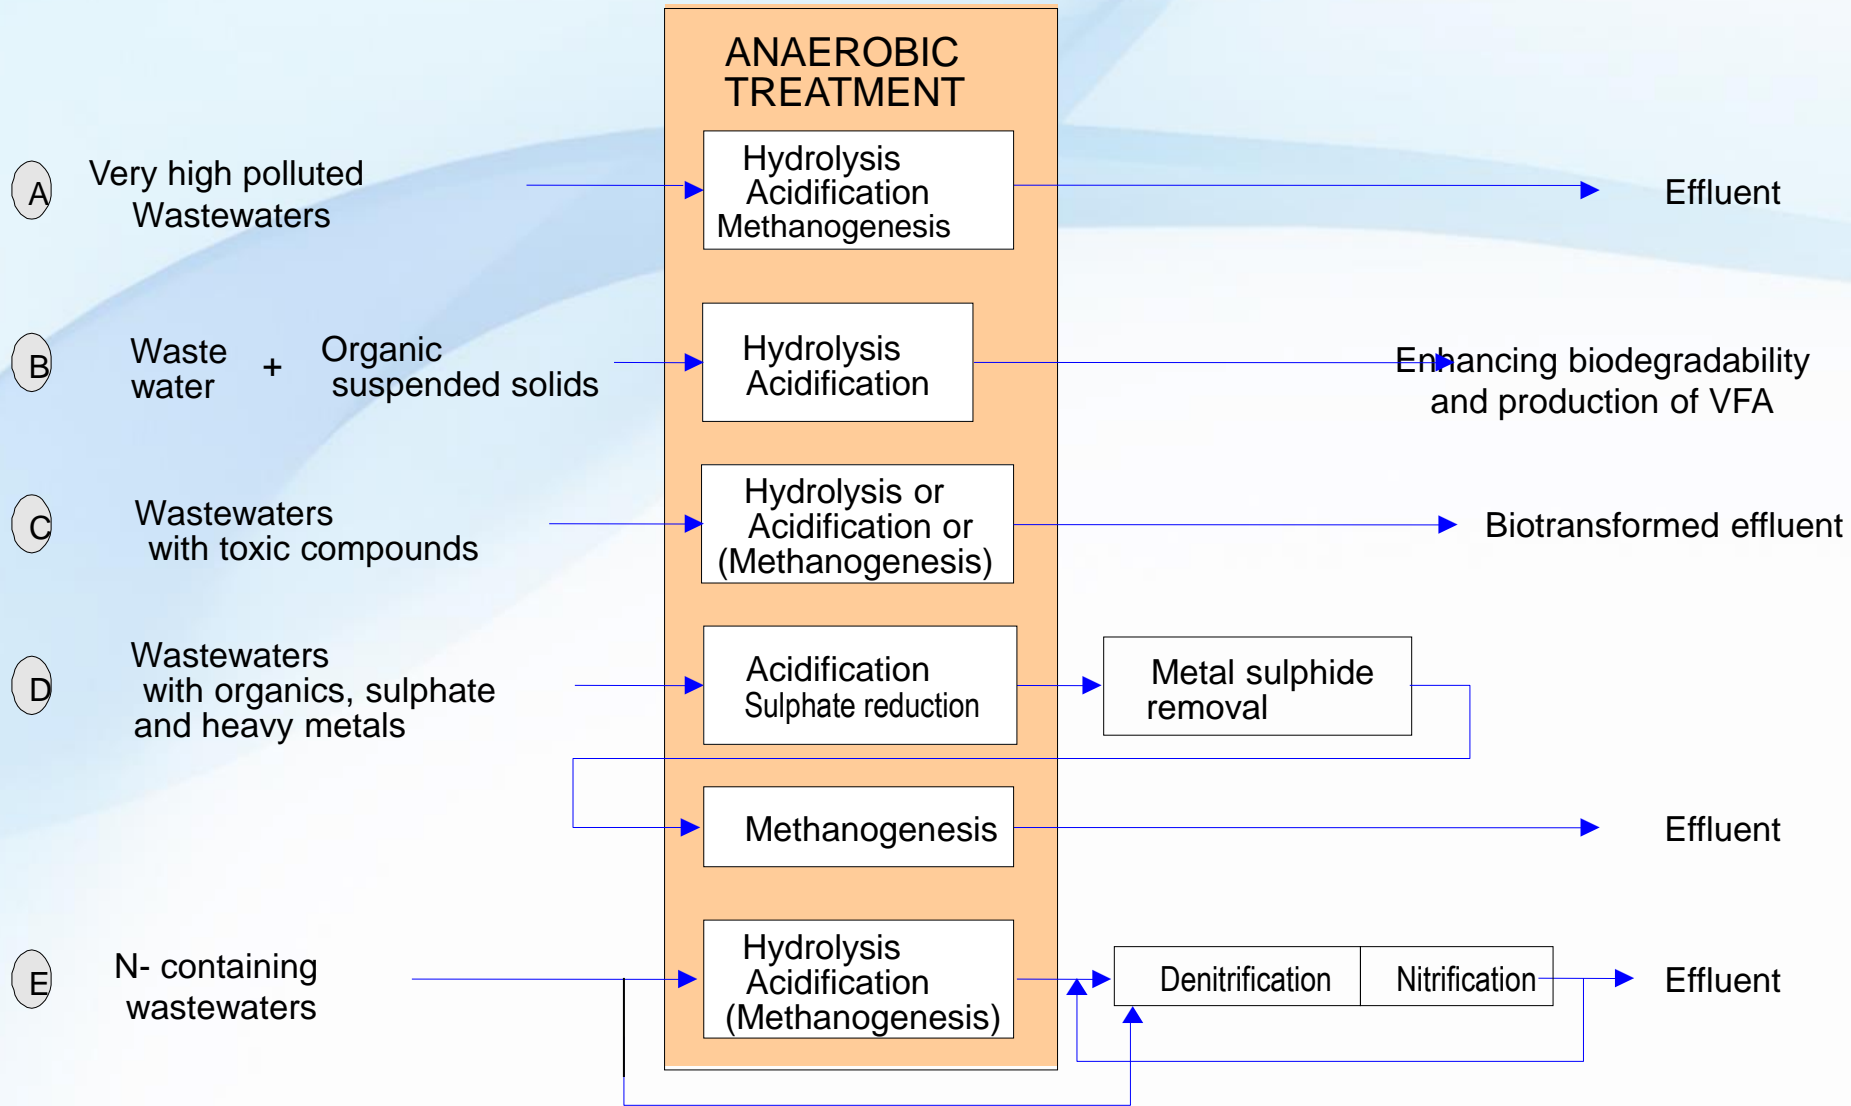 ANAEROBIC
TREATMENT
A
Very high polluted
Wastewaters
Hydrolysis
Acidification
Methanogenesis
Effluent
B
Waste
water
+
Organic
suspended solids
Hydrolysis
Acidification
Enhancing biodegradability
and production of VFA
C
Wastewaters
with toxic compounds
Hydrolysis or
Acidification or
(Methanogenesis)
Biotransformed effluent
D
Wastewaters
with organics, sulphate
and heavy metals
Acidification
Sulphate reduction
Metal sulphide
removal
Methanogenesis
Effluent
E
N- containing
wastewaters
Hydrolysis
Acidification
(Methanogenesis)
Denitrification
Nitrification
Effluent